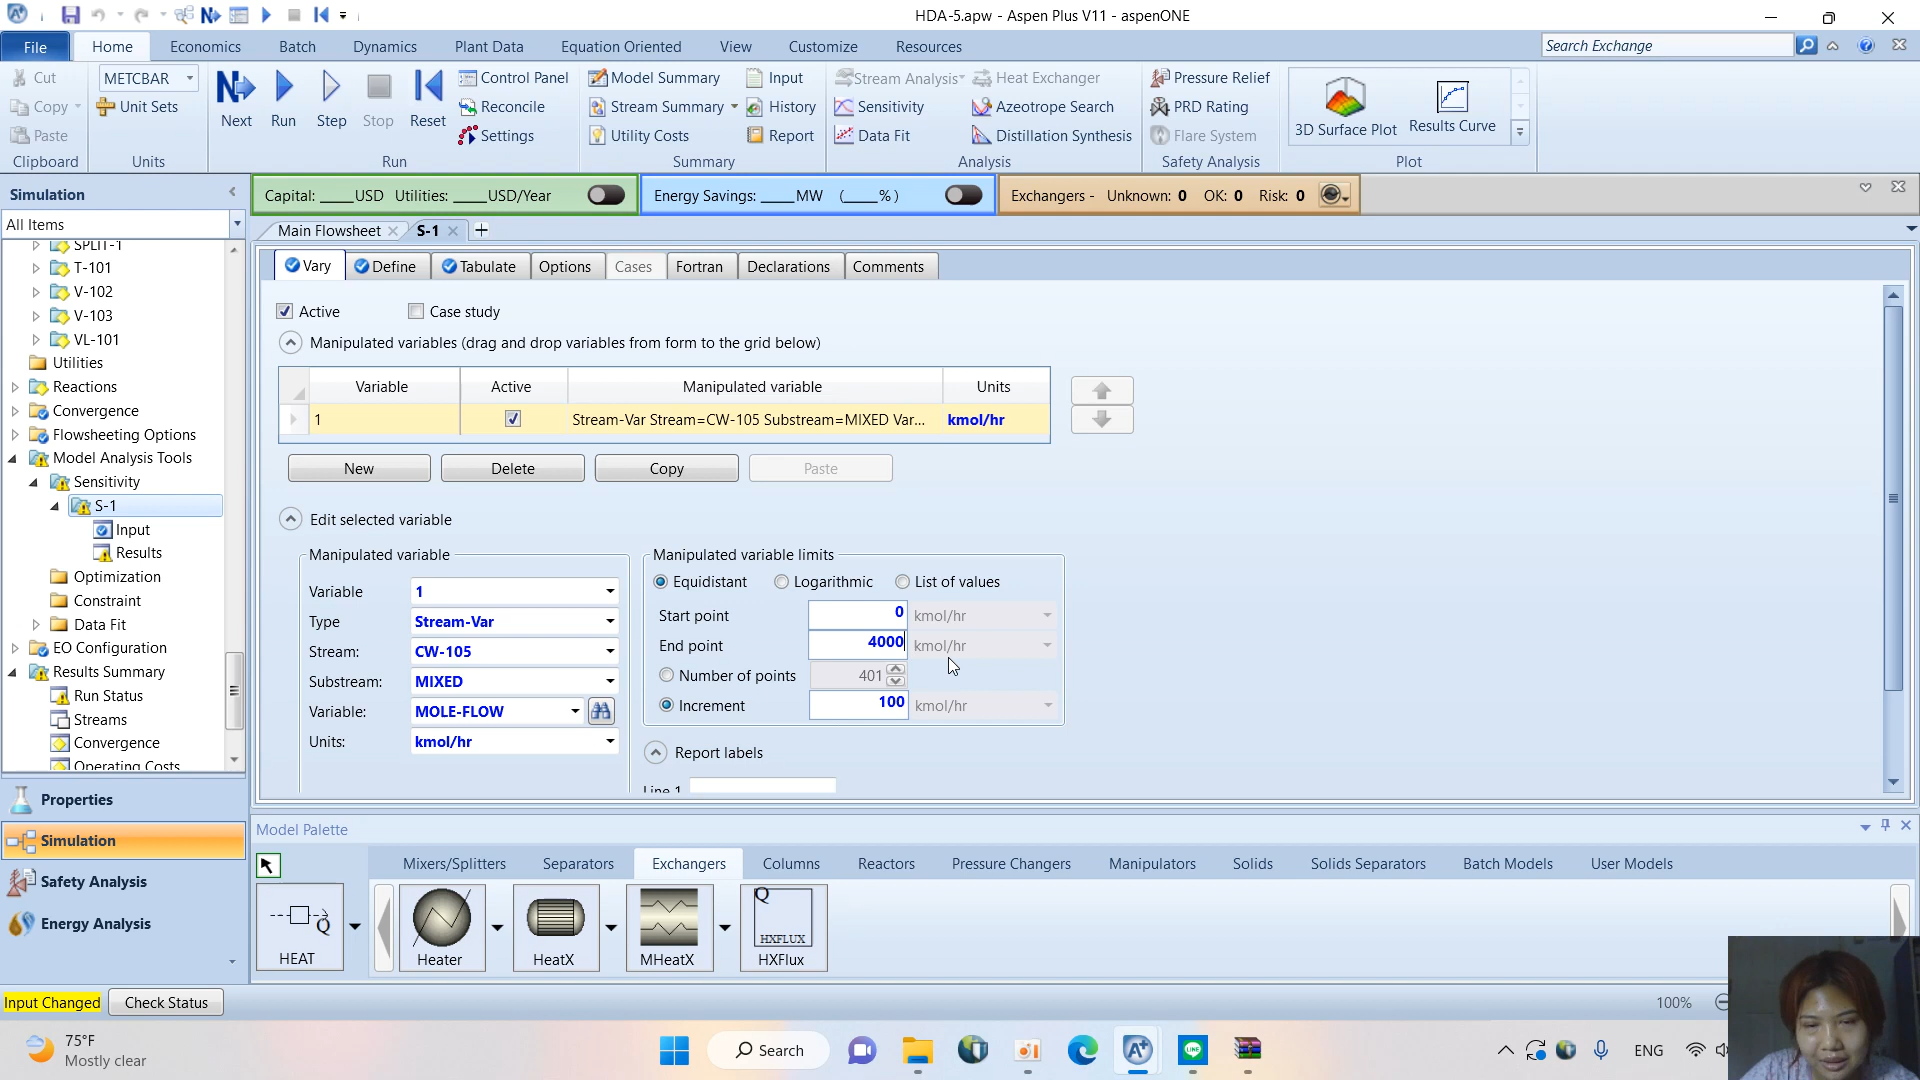 HDA-5.apw - Aspen Plus V11 - aspenONE
File
Home
Economics
Batch
Dynamics
Plant Data
Equation Oriented
View
Customize
Resources
Search Exchange
Cut
Copy
Paste
Clipboard
METCBAR
Unit Sets
Units
Next
Run
Step
Stop
Reset
Control Panel
Reconcile
Settings
Run
Model Summary
Stream Summary
Utility Costs
Input
History
Report
Summary
Stream Analysis
Sensitivity
Data Fit
Heat Exchanger
Azeotrope Search
Distillation Synthesis
Analysis
Pressure Relief
PRD Rating
Flare System
Safety Analysis
3D Surface Plot
Results Curve
Plot
Simulation
All Items
Capital: ____USD Utilities: ____USD/Year
Energy Savings: ____MW (____%)
Exchangers - Unknown: 0 OK: 0 Risk: 0
Main Flowsheet
S-1
SPLIT-1
T-101
V-102
V-103
VL-101
Utilities
Reactions
Convergence
Flowsheeting Options
Model Analysis Tools
Sensitivity
S-1
Input
Results
Optimization
Constraint
Data Fit
EO Configuration
Results Summary
Run Status
Streams
Convergence
Operating Costs
Properties
Simulation
Safety Analysis
Energy Analysis
Vary
Define
Tabulate
Options
Cases
Fortran
Declarations
Comments
Active
Case study
Manipulated variables (drag and drop variables from form to the grid below)
Variable Active Manipulated variable Units
1 Stream-Var Stream=CW-105 Substream=MIXED Var... kmol/hr
New
Delete
Copy
Paste
Edit selected variable
Manipulated variable
Variable 1
Type Stream-Var
Stream: CW-105
Substream: MIXED
Variable: MOLE-FLOW
Units: kmol/hr
Manipulated variable limits
Equidistant Logarithmic List of values
Start point 0 kmol/hr
End point 4000 kmol/hr
Number of points 401
Increment 100 kmol/hr
Report labels
Line 1
Model Palette
Mixers/Splitters
Separators
Exchangers
Columns
Reactors
Pressure Changers
Manipulators
Solids
Solids Separators
Batch Models
User Models
Q
HEAT
Heater
HeatX
MHeatX
Q
HXFLUX
HXFlux
Input Changed
Check Status
100%
75°F
Mostly clear
Search
LINE
ENG